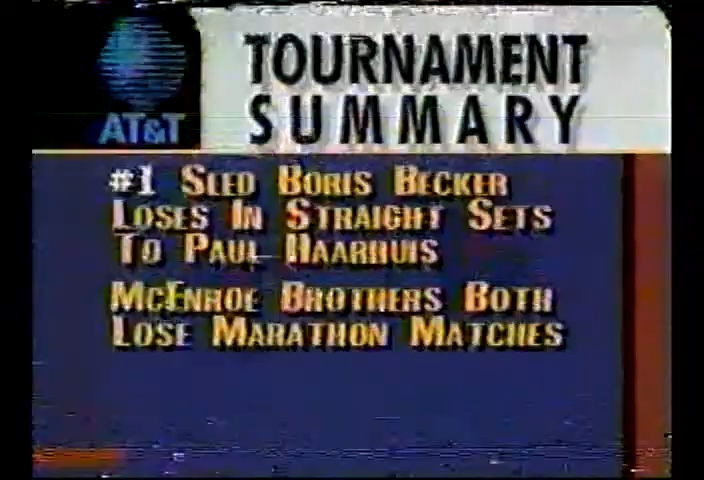 AT&T
TOURNAMENT
SUMMARY
#1 SEED BORIS BECKER
LOSES IN STRAIGHT SETS
TO PAUL HAARHUIS
MCENROE BROTHERS BOTH
LOSE MARATHON MATCHES